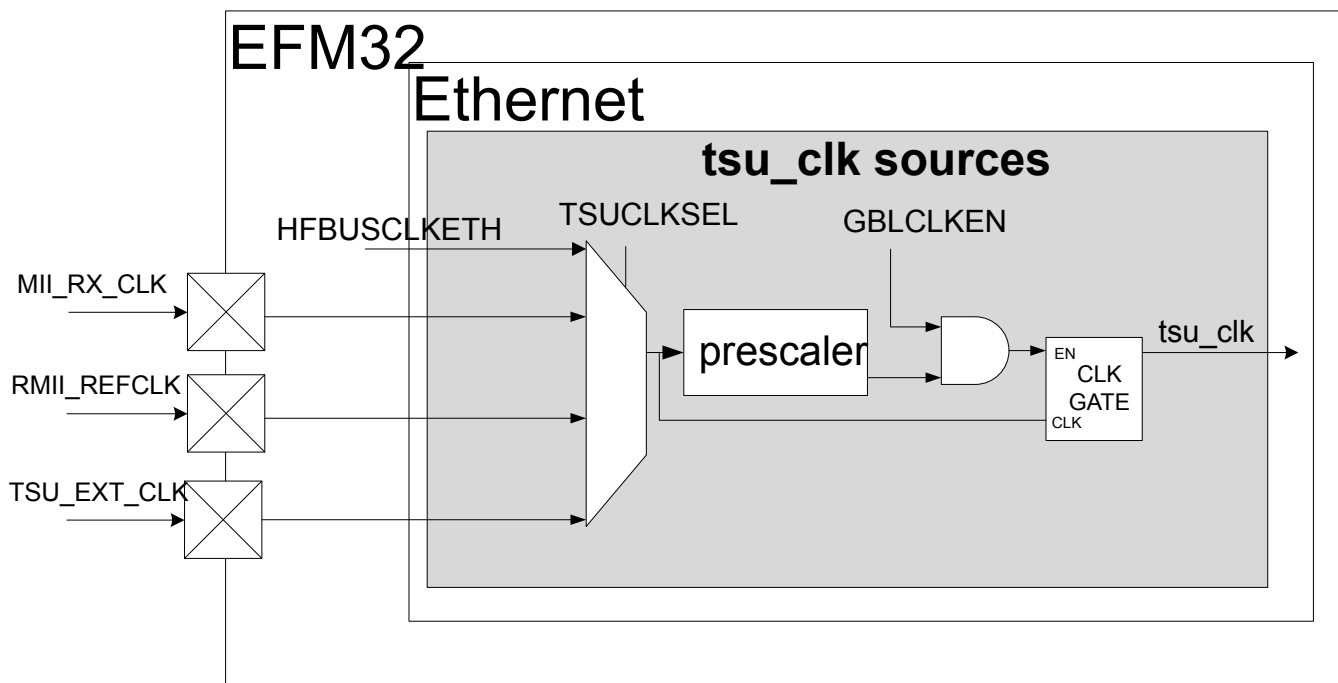 EFM32
Ethernet
tsu_clk sources
TSUCLKSEL
GBLCLKEN
HFBUSCLKETH
MII_RX_CLK
RMII_REFCLK
TSU_EXT_CLK
prescaler
EN
CLK
GATE
CLK
tsu_clk